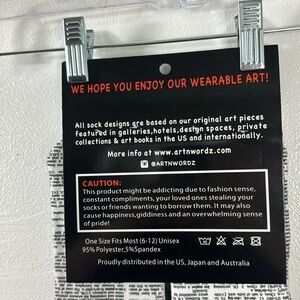 WE HOPE YOU ENJOY OUR WEARABLE ART!
All sock designs are based on our original art pieces
featured in galleries,hotels,design spaces, private
collections & art books in the US and internationally.
More info at www.artnwordz.com
@ARTNWORDZ
CAUTION:
This product might be addicting due to fashion sense,
constant compliments, your loved ones stealing your
socks or friends wanting to borrow them. It may also
cause happiness,giddiness and an overwhelming sense
of pride!
One Size Fits Most (6-12) Unisex
95% Polyester,5%Spandex
Proudly distributed in the US, Japan and Australia